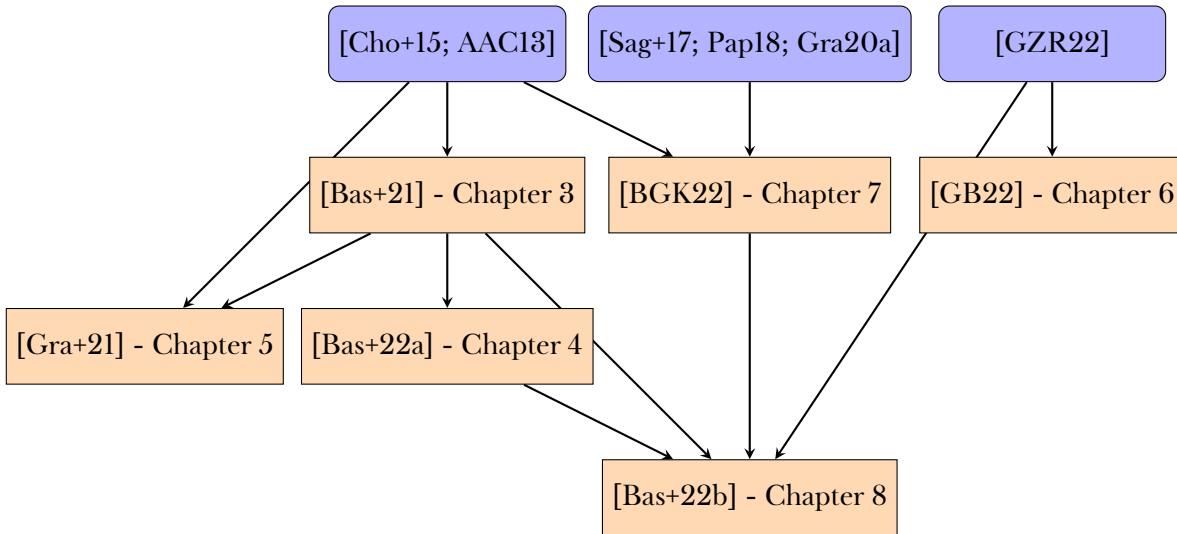 [Cho+15; AAC13]
[Sag+17; Pap18; Gra20a]
[GZR22]
[Bas+21] - Chapter 3
[BGK22] - Chapter 7
[GB22] - Chapter 6
[Gra+21] - Chapter 5
[Bas+22a] - Chapter 4
[Bas+22b] - Chapter 8